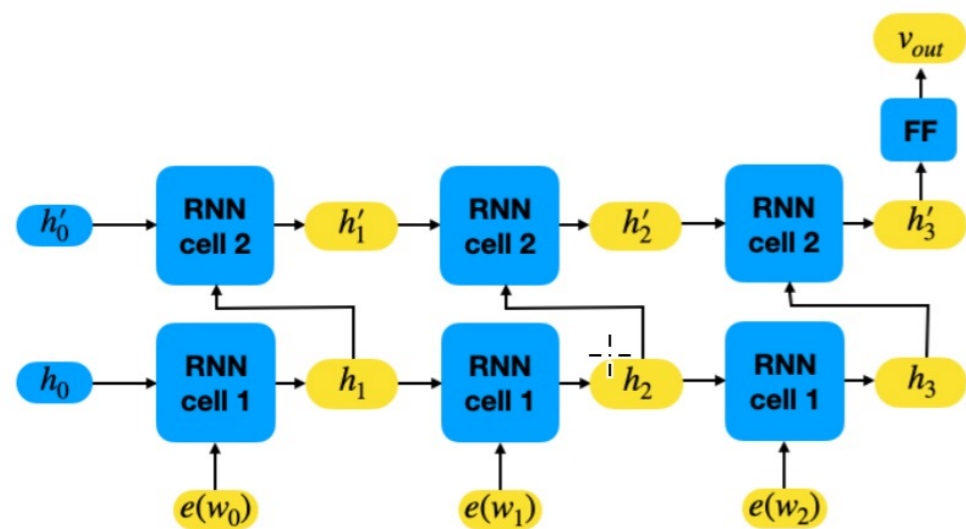 v_out
FF
h'_0
RNN
cell 2
h'_1
RNN
cell 2
h'_2
RNN
cell 2
h'_3
h_0
RNN
cell 1
h_1
RNN
cell 1
h_2
RNN
cell 1
h_3
e(w_0)
e(w_1)
e(w_2)